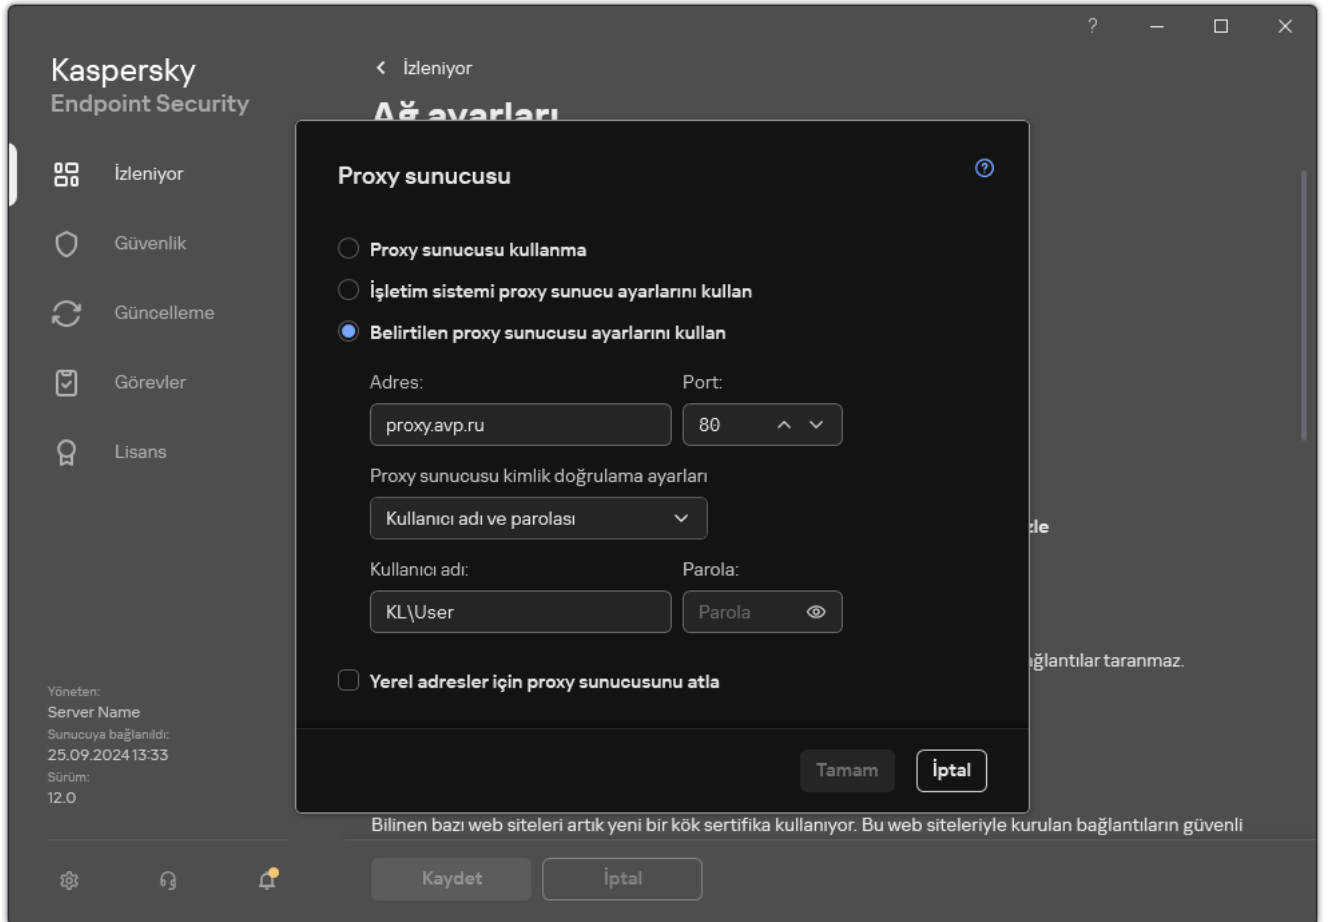 Kaspersky
Endpoint Security
İzleniyor
Güvenlik
Güncelleme
Görevler
Lisans
Yöneten:
Server Name
Sunucuya bağlanıldı:
25.09.2024 13:33
Sürüm:
12.0
İzleniyor
Ağ ayarları
Proxy sunucusu
Proxy sunucusu kullanma
İşletim sistemi proxy sunucu ayarlarını kullan
Belirtilen proxy sunucusu ayarlarını kullan
Adres: Port:
proxy.avp.ru 80
Proxy sunucusu kimlik doğrulama ayarları
Kullanıcı adı ve parolası
Kullanıcı adı: Parola:
KL\User Parola
Yerel adresler için proxy sunucusunu atla
Tamam İptal
taranmaz.
Bilinen bazı web siteleri artık yeni bir kök sertifika kullanıyor. Bu web siteleriyle kurulan bağlantıların güvenli
Kaydet İptal